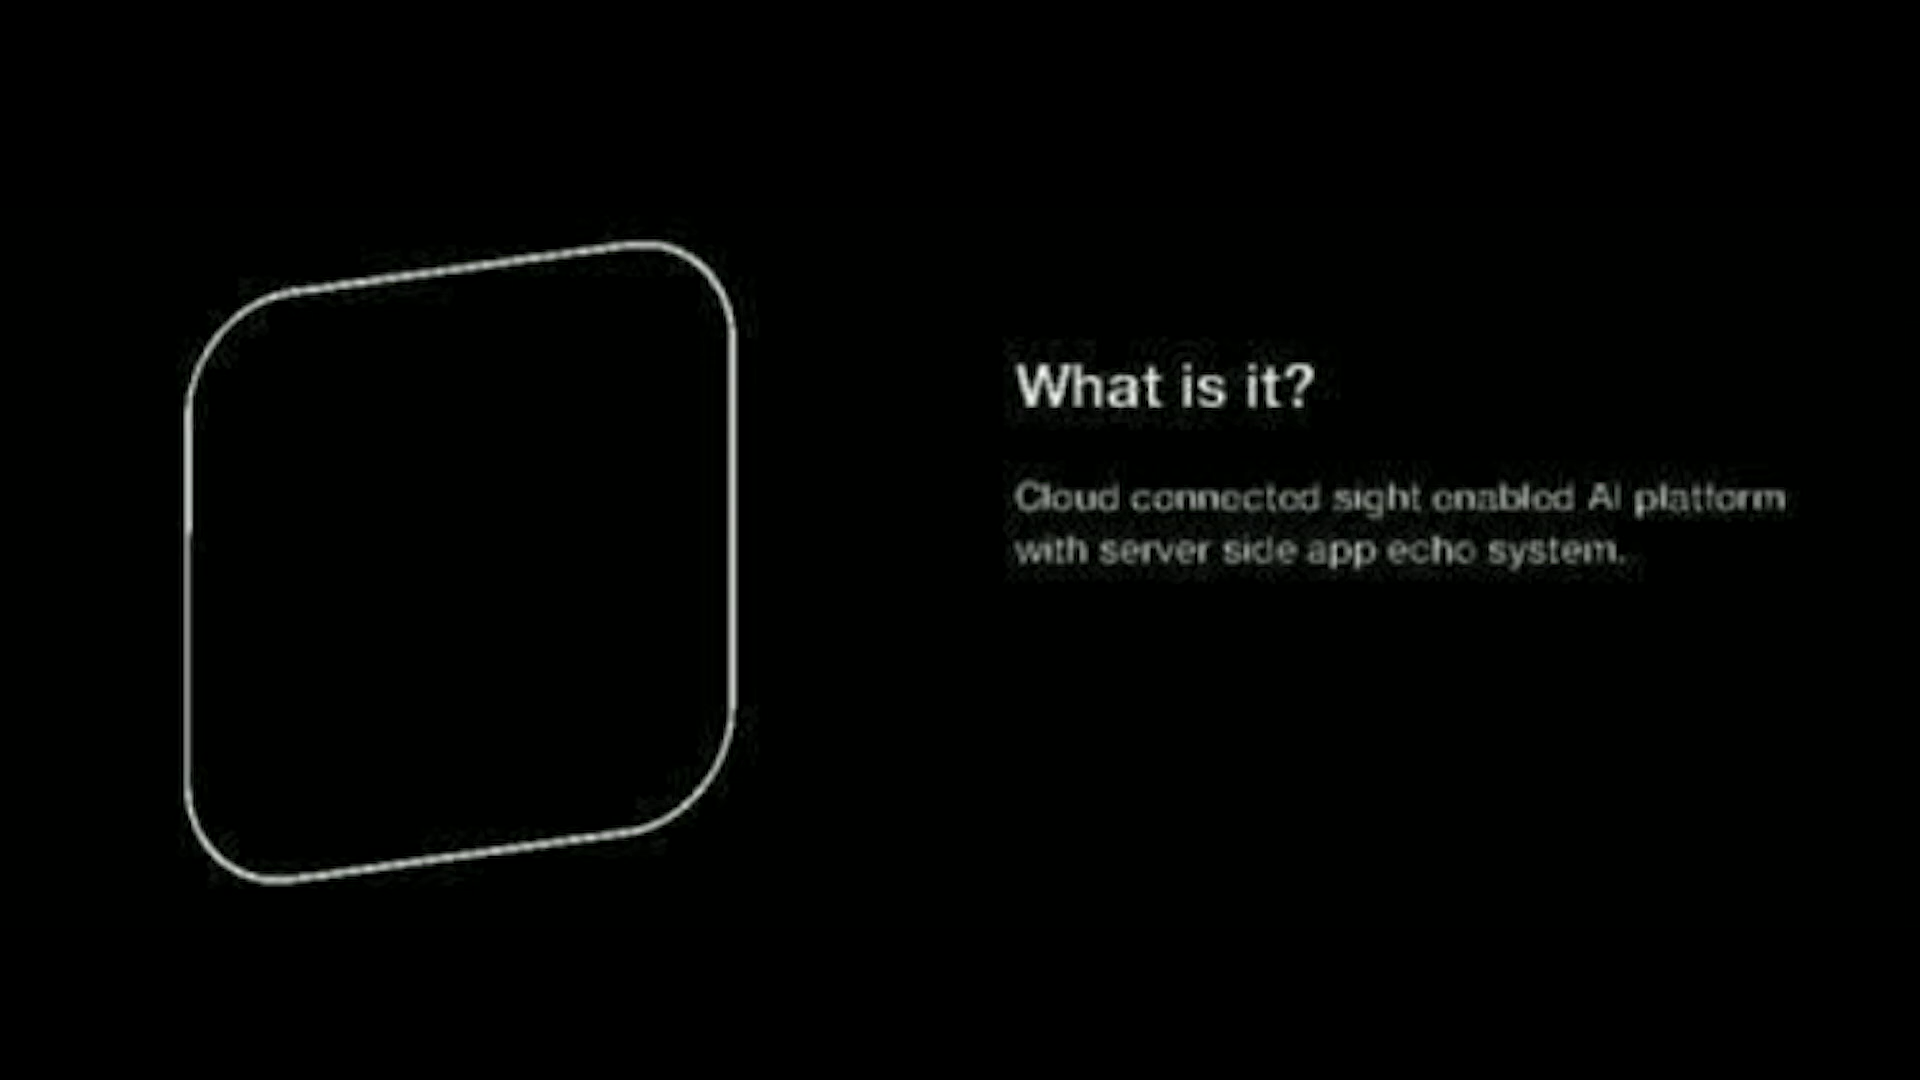 What is it?
Cloud connected sight enabled AI platform
with server side app echo system.